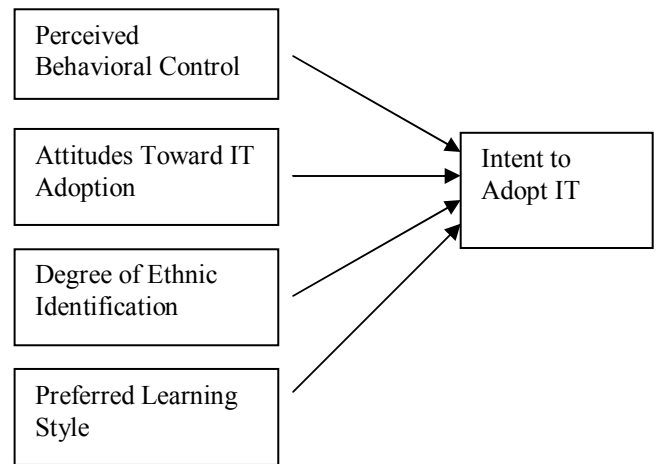 Perceived
Behavioral Control
Attitudes Toward IT
Adoption
Degree of Ethnic
Identification
Preferred Learning
Style
Intent to
Adopt IT